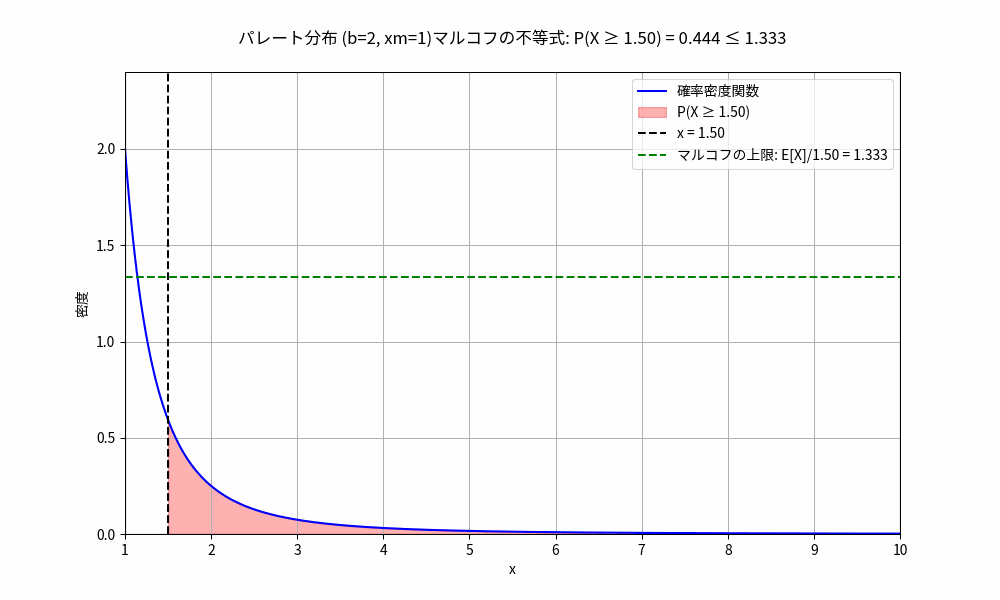 パレート分布 (b=2, xm=1)マルコフの不等式: P(X ≥ 1.50) = 0.444 ≤ 1.333
確率密度関数
P(X ≥ 1.50)
x = 1.50
マルコフの上限: E[X]/1.50 = 1.333
2.0
1.5
1.0
0.5
0.0
密度
1 2 3 4 5 6 7 8 9 10
x